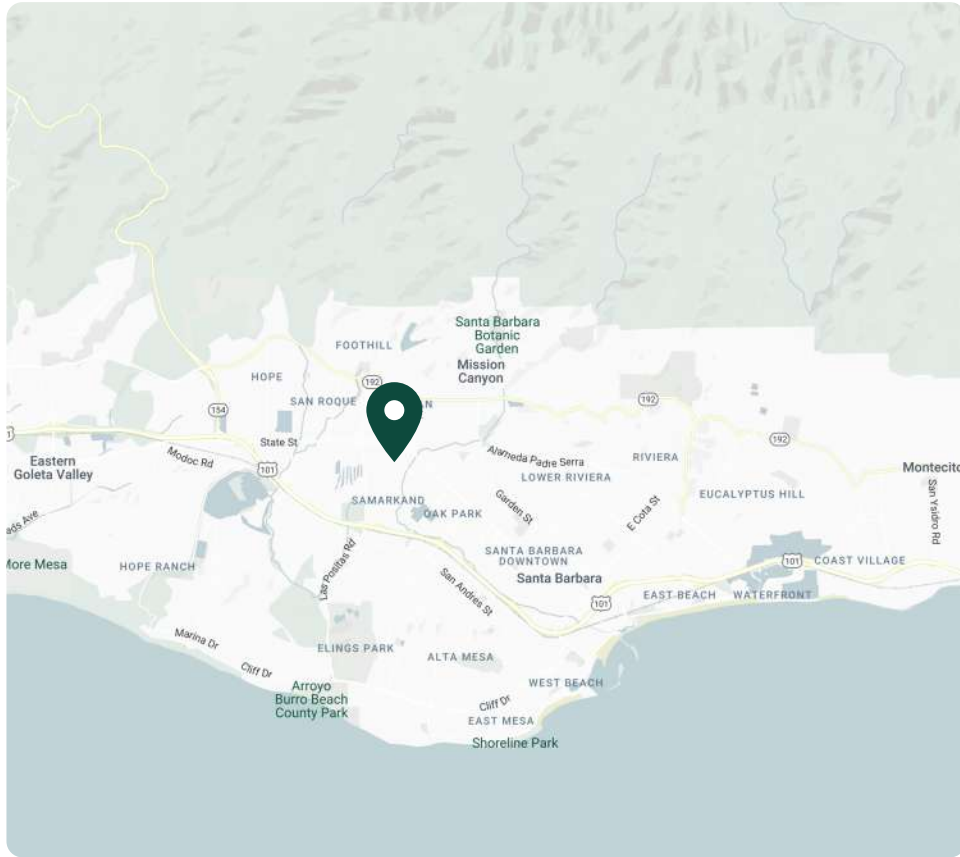 Santa Barbara
Botanic
Garden
FOOTHILL
Mission
Canyon
HOPE
192
SAN ROQUE
N
192
154
192
State St
101
Modoc Rd
Eastern
Goleta Valley
Alameda Padre Serra
RIVIERA
LOWER RIVIERA
Montecito
SAMARKAND
OAK PARK
Garden St
E Cota St
EUCALYPTUS HILL
San Ysidro Rd
More Mesa
HOPE RANCH
Las Positas Rd
SANTA BARBARA
DOWNTOWN
Santa Barbara
San Andres St
101
COAST VILLAGE
101
EAST BEACH
WATERFRONT
Marina Dr
Cliff Dr
ELINGS PARK
ALTA MESA
WEST BEACH
Arroyo
Burro Beach
County Park
Cliff Dr
EAST MESA
Shoreline Park